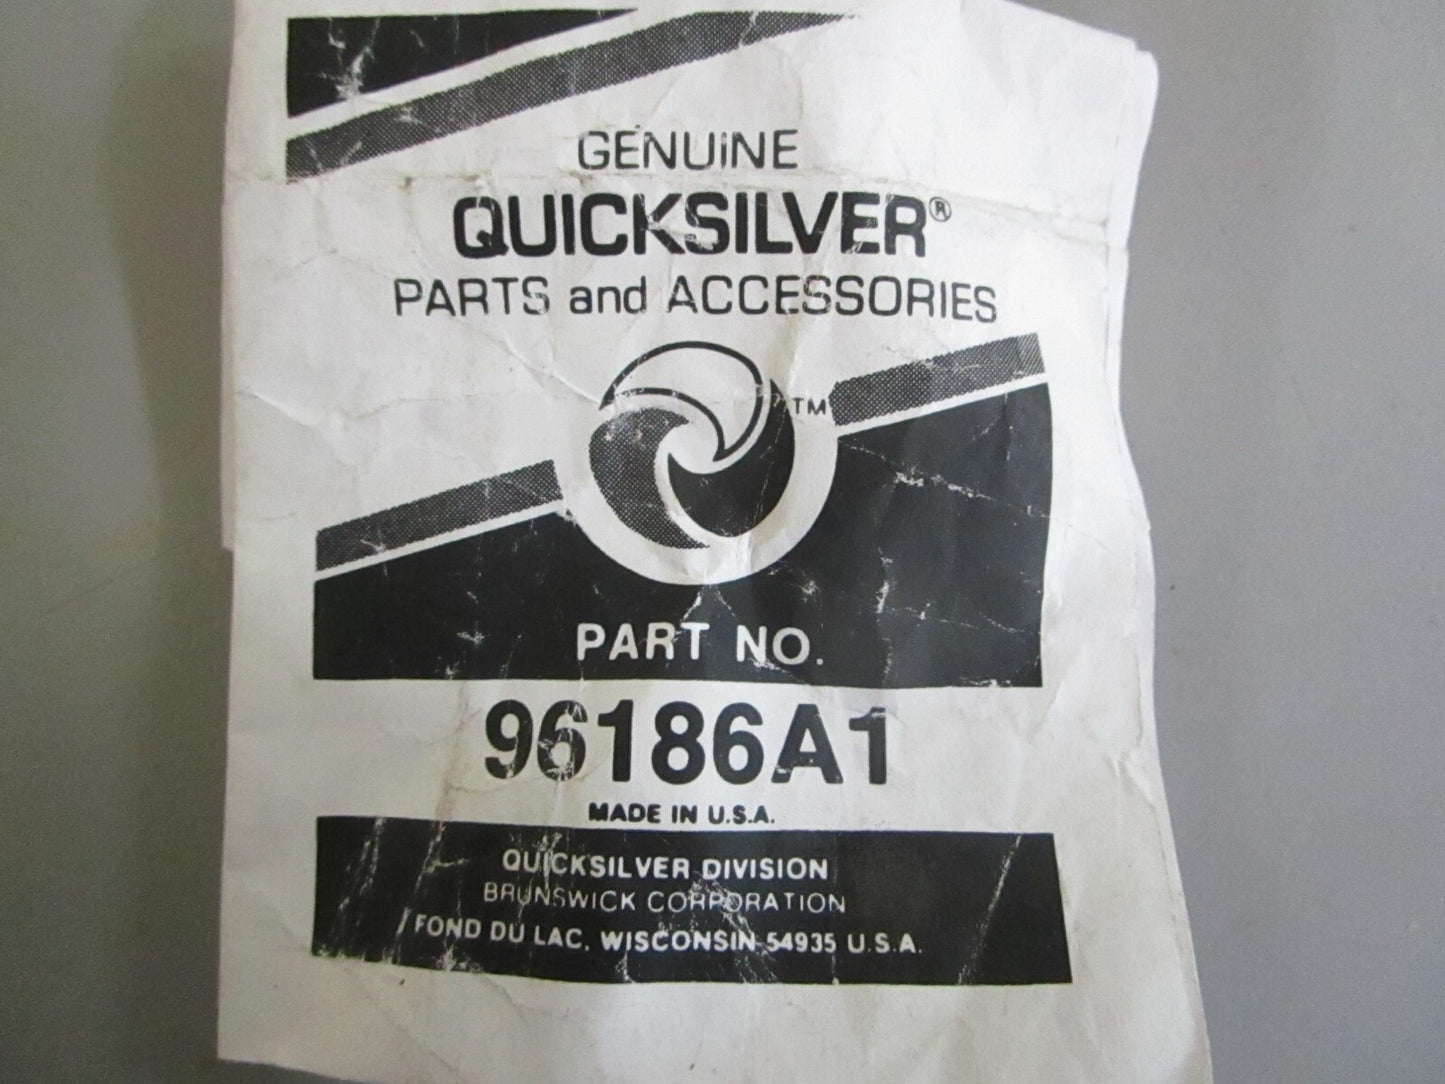 GENUINE
QUICKSILVER®
PARTS and ACCESSORIES
TM
PART NO.
96186A1
MADE IN U.S.A.
QUICKSILVER DIVISION
BRUNSWICK CORPORATION
FOND DU LAC, WISCONSIN 54935 U.S.A.